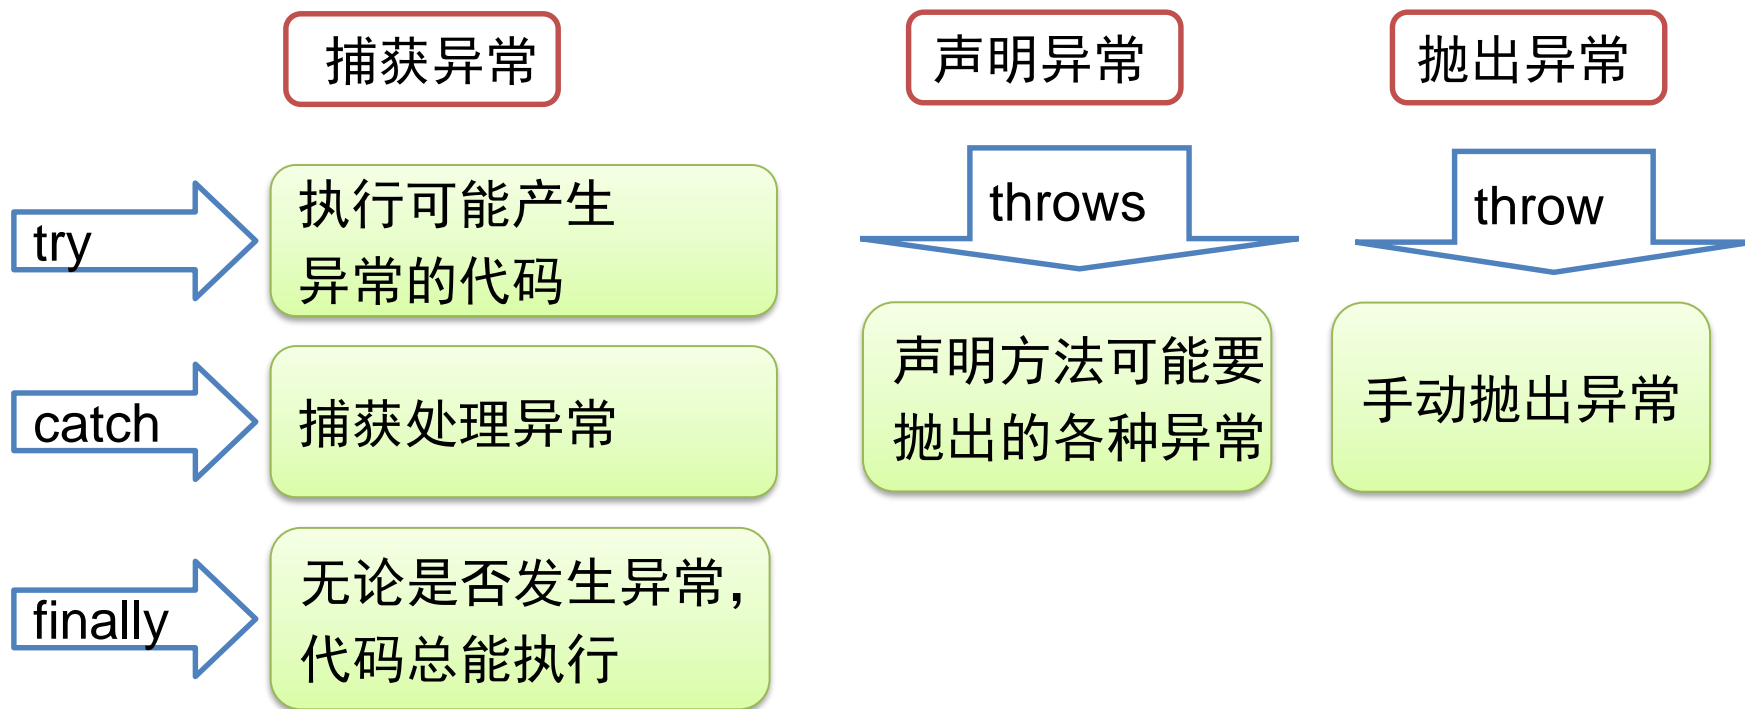 捕获异常
声明异常
抛出异常
try
执行可能产生
异常的代码
catch
捕获处理异常
finally
无论是否发生异常，
代码总能执行
throws
声明方法可能要
抛出的各种异常
throw
手动抛出异常